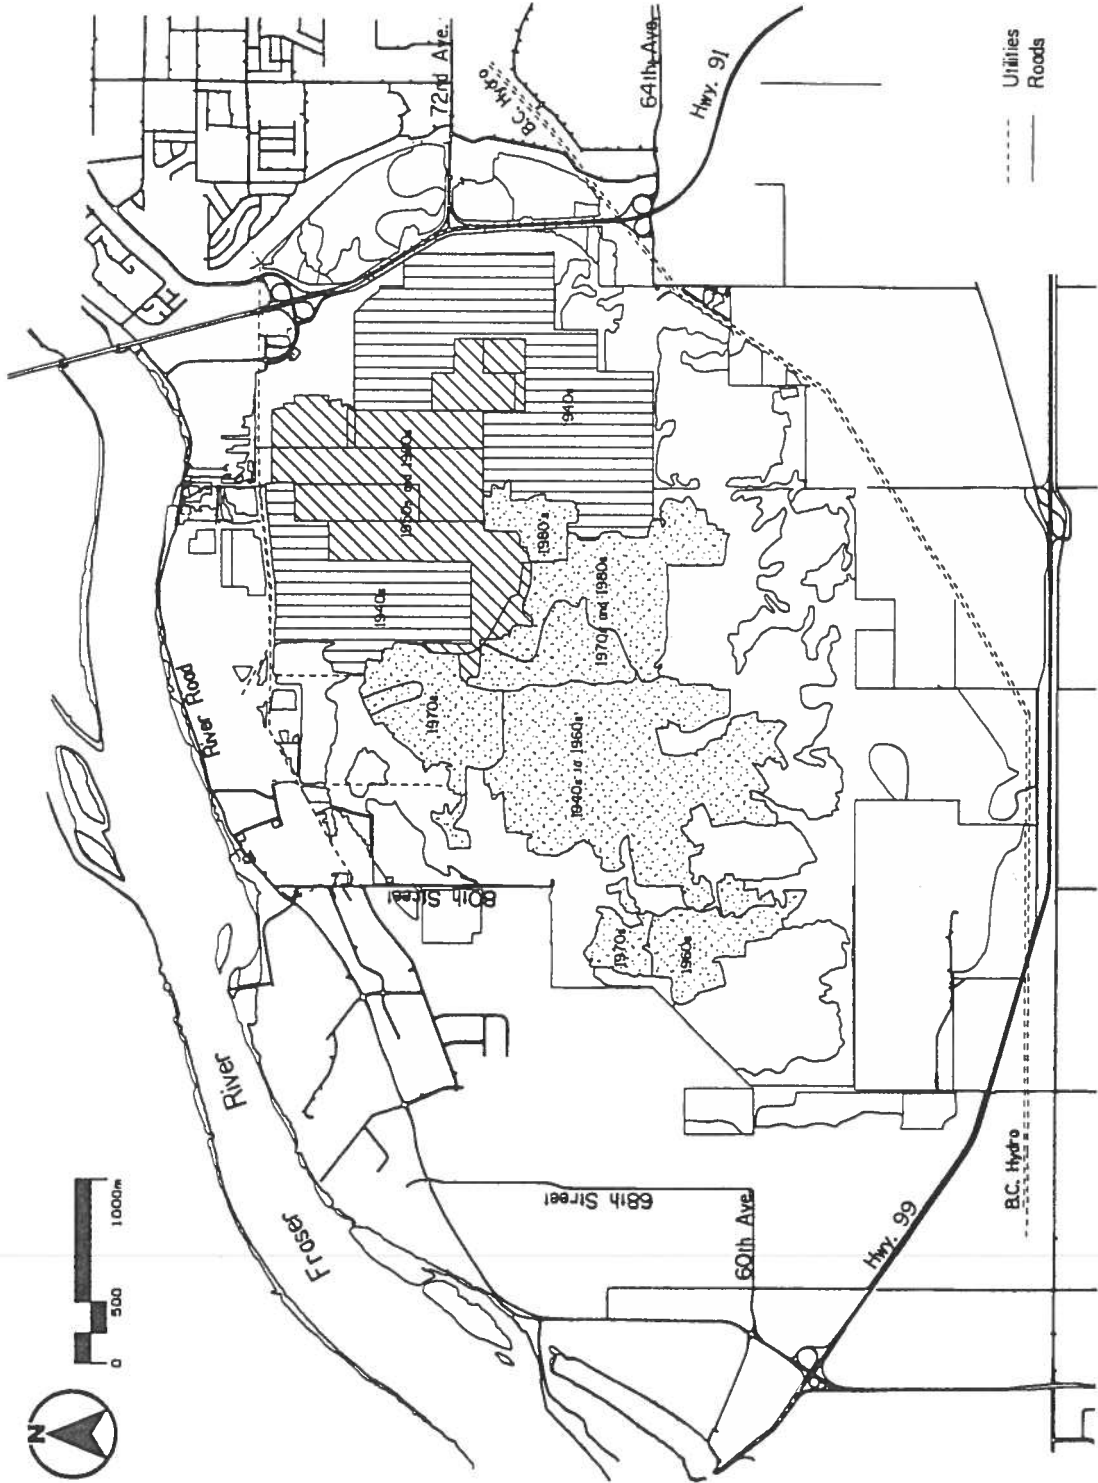 72nd Ave.
B.C. Hydro
64th Ave.
Hwy. 91
Utilities
Roads
1940s
1950s and 1980s
1980's
1940s
1970s and 1980s
River Road
1970s
1940s' to 1960s'
80th Street
1970s
1960s
River
Fraser
68th Street
60th Ave.
Hwy. 99
B.C. Hydro
N
0
500
1000m